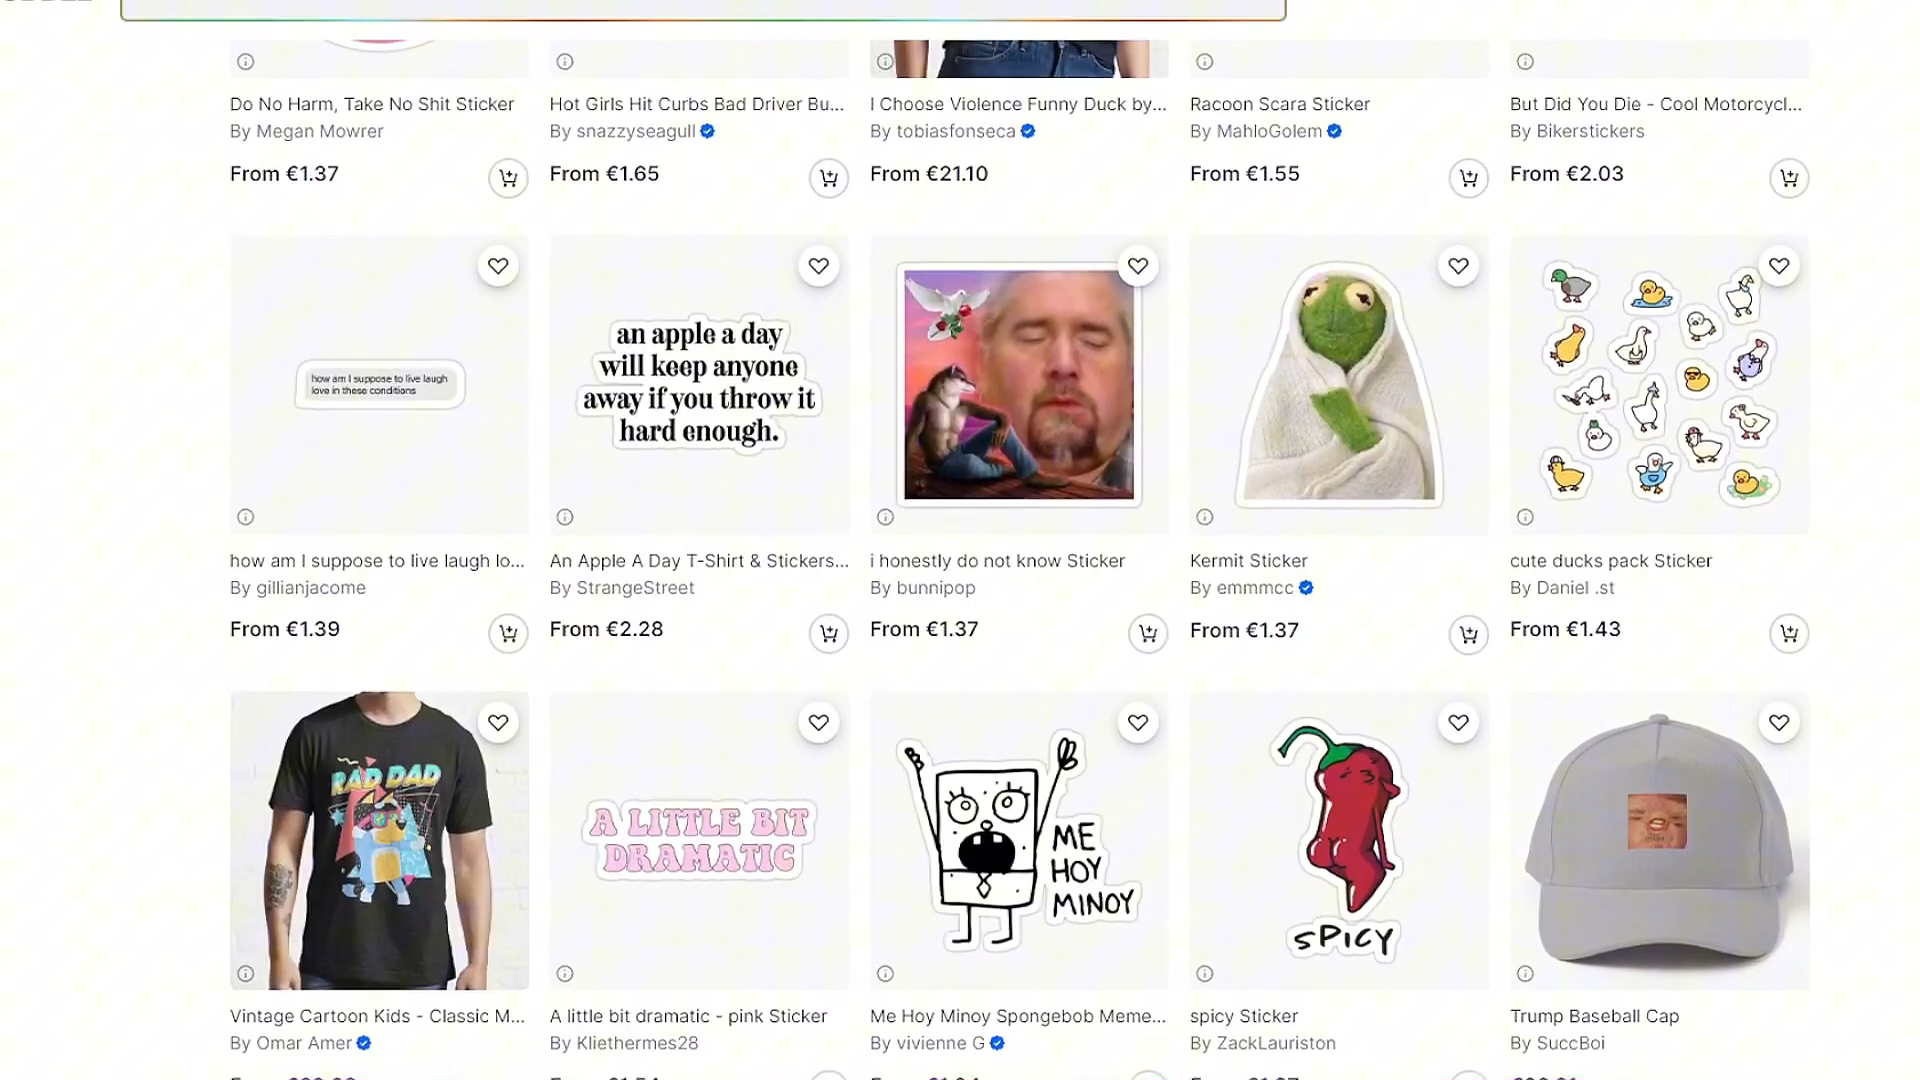 Do No Harm, Take No Shit Sticker
By Megan Mowrer
From €1.37
Hot Girls Hit Curbs Bad Driver Bu...
By snazzyseagull
From €1.65
I Choose Violence Funny Duck by...
By tobiasfonseca
From €21.10
Racoon Scara Sticker
By MahloGolem
From €1.55
But Did You Die - Cool Motorcycl...
By Bikerstickers
From €2.03
how am I suppose to live laugh
love in these conditions
how am I suppose to live laugh lo...
By gillianjacome
From €1.39
an apple a day
will keep anyone
away if you throw it
hard enough.
An Apple A Day T-Shirt & Stickers...
By StrangeStreet
From €2.28
i honestly do not know Sticker
By bunnipop
From €1.37
Kermit Sticker
By emmmcc
From €1.37
cute ducks pack Sticker
By Daniel .st
From €1.43
RAD DAD
Vintage Cartoon Kids - Classic M...
By Omar Amer
A LITTLE BIT
DRAMATIC
A little bit dramatic - pink Sticker
By Kliethermes28
ME
HOY
MINOY
Me Hoy Minoy Spongebob Meme...
By vivienne G
SPICY
spicy Sticker
By ZackLauriston
Trump Baseball Cap
By SuccBoi